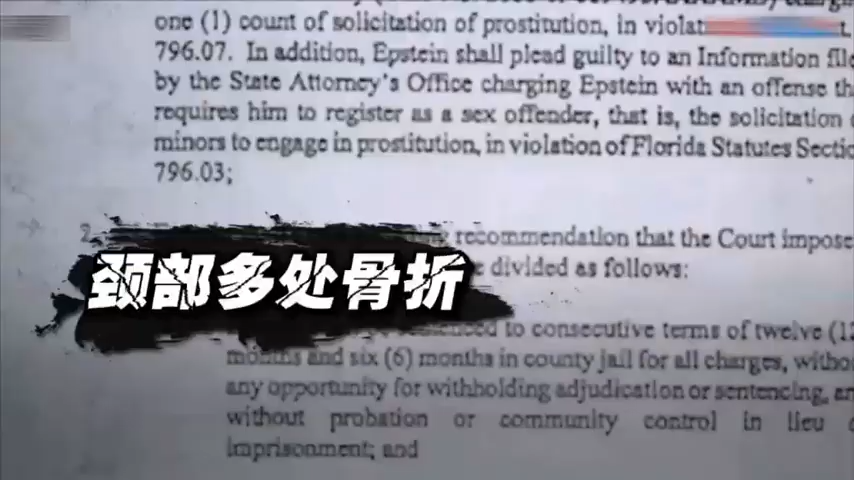 one (1) count of solicitation of prostitution, in violat
796.07. In addition, Epstein shall plead guilty to an Information file
by the State Attorney's Office charging Epstein with an offense tha
requires him to register as a sex offender, that is, the solicitation o
minors to engage in prostitution, in violation of Florida Statutes Sectio
796.03;
2. recommendation that the Court impose
divided as follows:
颈部多处骨折
to consecutive terms of twelve (12
months and six (6) months in county jail for all charges, witho
any opportunity for withholding adjudication or sentencing, an
without probation or community control in lieu o
imprisonment; and